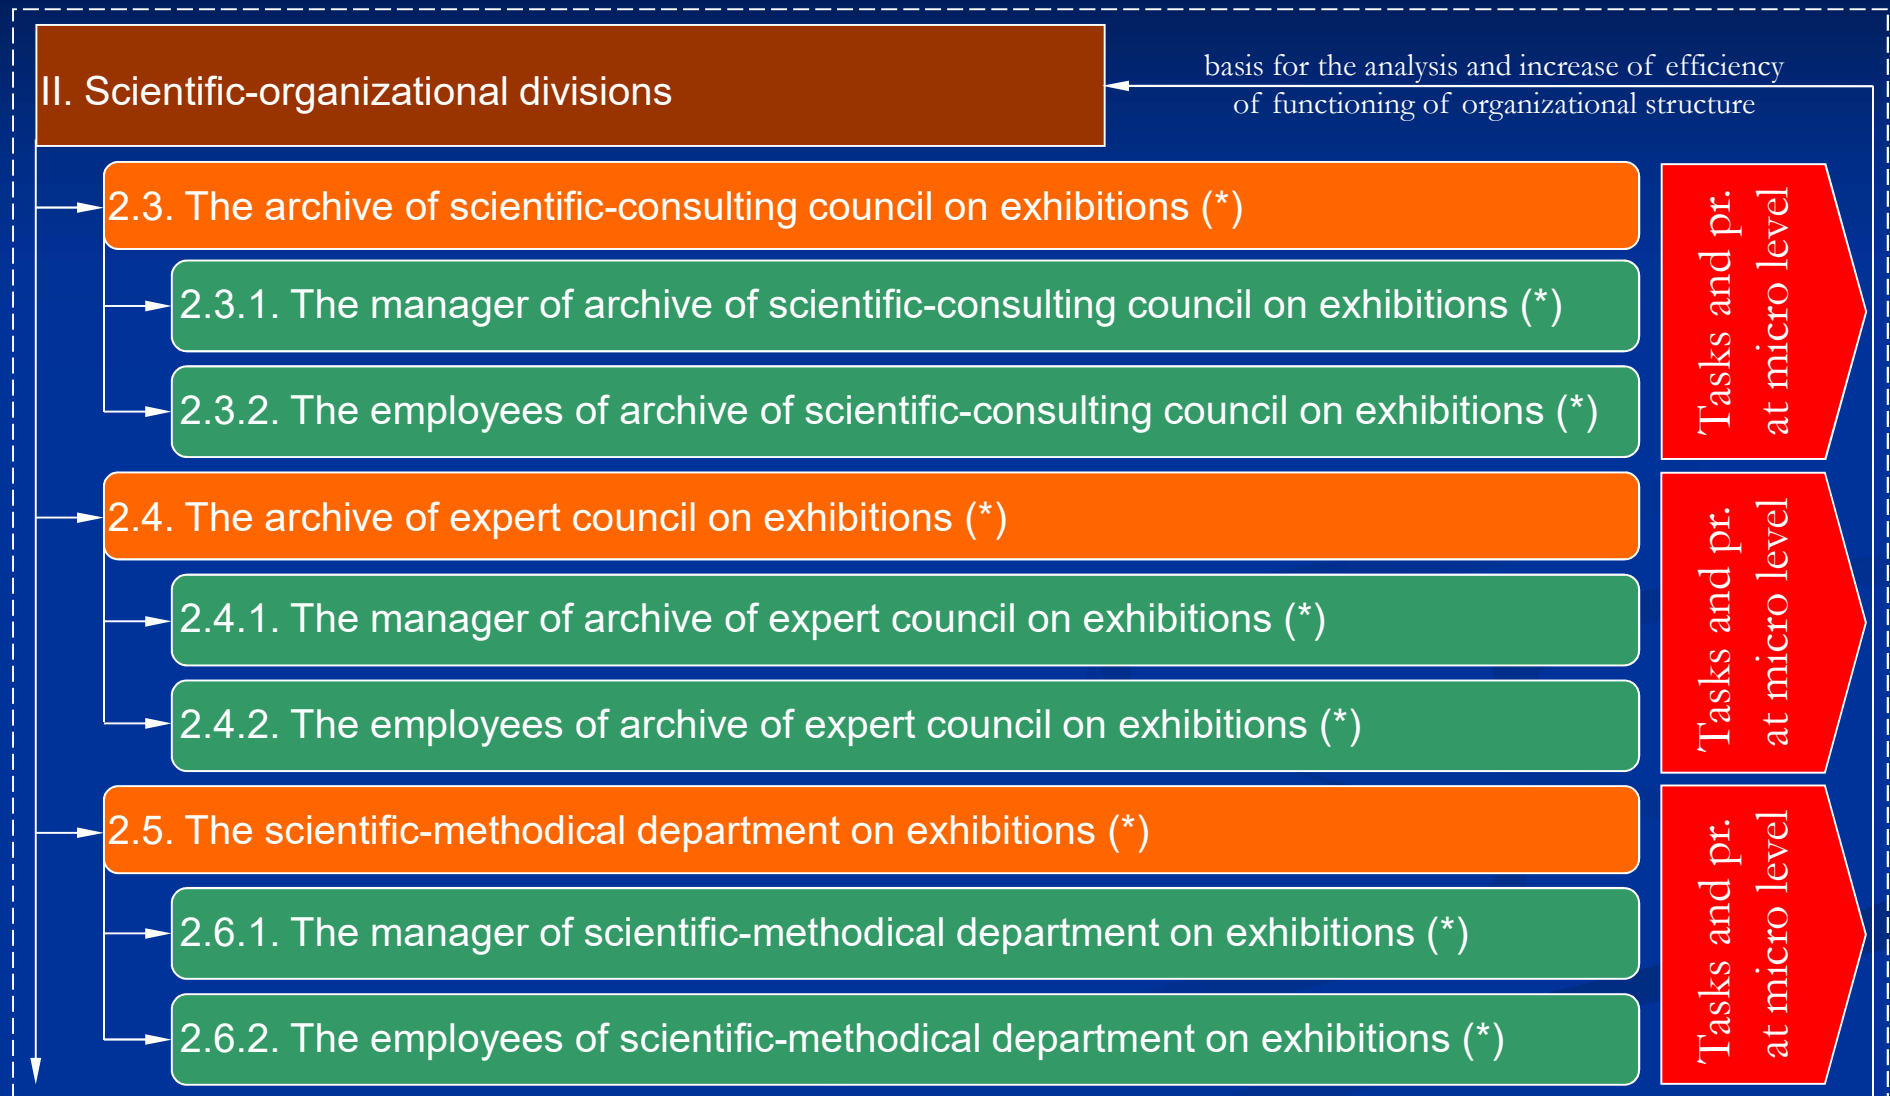 II. Scientific-organizational divisions
basis for the analysis and increase of efficiency
of functioning of organizational structure
2.3. The archive of scientific-consulting council on exhibitions (*)
2.3.1. The manager of archive of scientific-consulting council on exhibitions (*)
2.3.2. The employees of archive of scientific-consulting council on exhibitions (*)
Tasks and pr.
at micro level
2.4. The archive of expert council on exhibitions (*)
2.4.1. The manager of archive of expert council on exhibitions (*)
2.4.2. The employees of archive of expert council on exhibitions (*)
Tasks and pr.
at micro level
2.5. The scientific-methodical department on exhibitions (*)
2.6.1. The manager of scientific-methodical department on exhibitions (*)
2.6.2. The employees of scientific-methodical department on exhibitions (*)
Tasks and pr.
at micro level